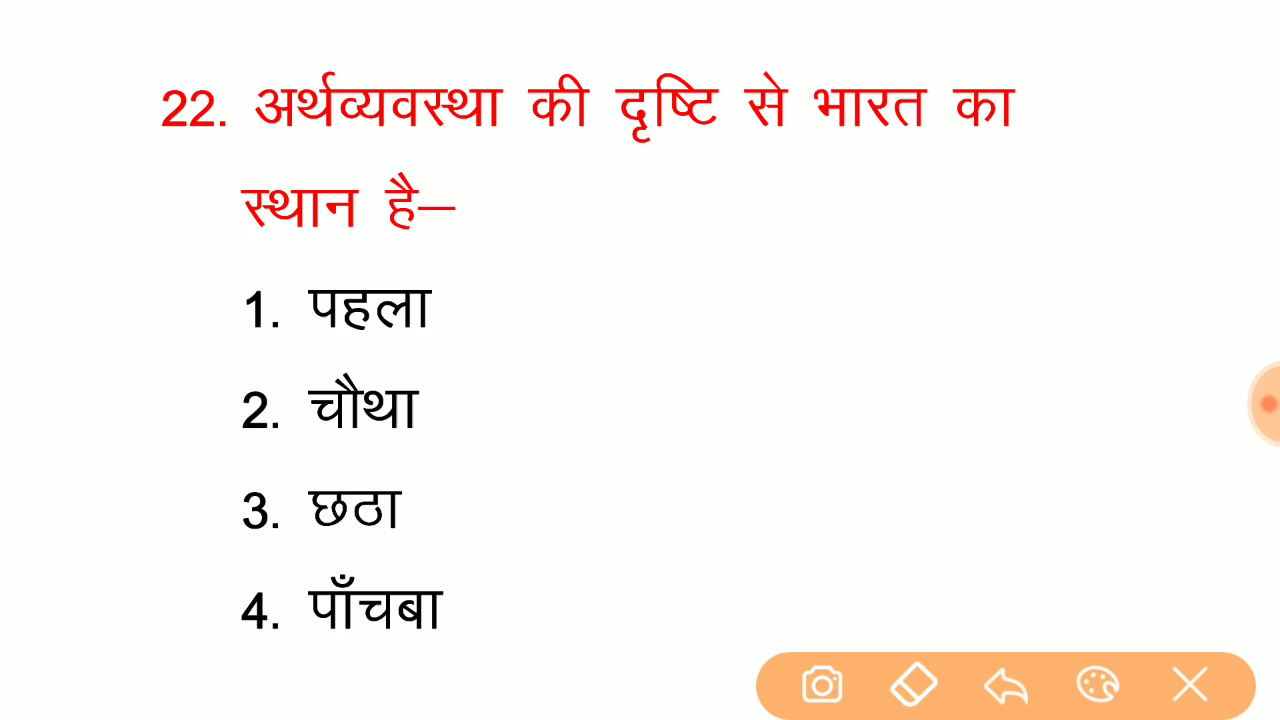 22. अर्थव्यवस्था की दृष्टि से भारत का
स्थान है–
1. पहला
2. चौथा
3. छठा
4. पाँचबा